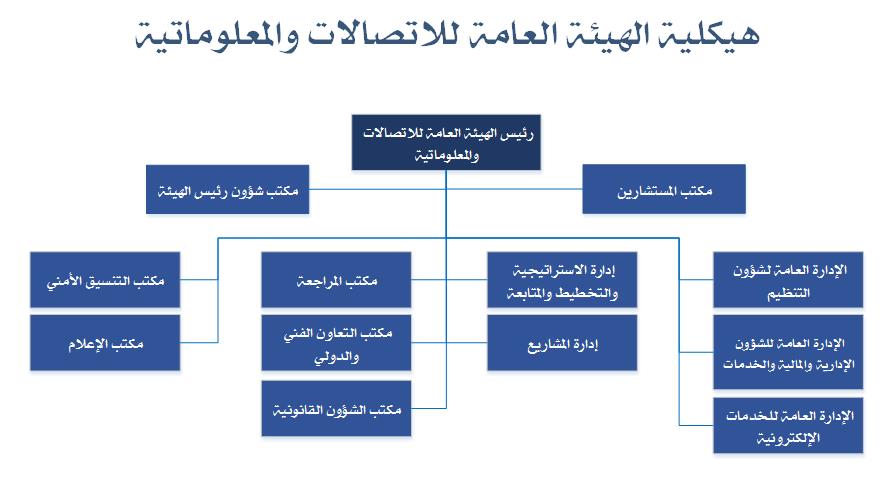 هيكلية الهيئة العامة للاتصالات والمعلوماتية
رئيس الهيئة العامة للاتصالات
والمعلوماتية
مكتب المستشارين
مكتب شؤون رئيس الهيئة
الإدارة العامة لشؤون
التنظيم
إدارة الاستراتيجية
والتخطيط والمتابعة
مكتب المراجعة
مكتب التنسيق الأمني
الإدارة العامة للشؤون
الإدارية والمالية والخدمات
إدارة المشاريع
مكتب التعاون الفني
والدولي
مكتب الإعلام
الإدارة العامة للخدمات
الإلكترونية
مكتب الشؤون القانونية